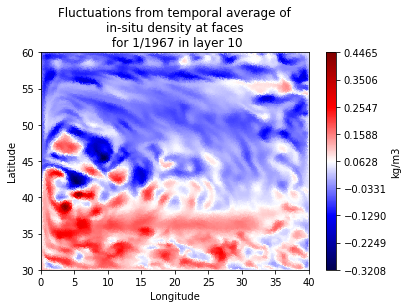 Fluctuations from temporal average of
in-situ density at faces
for 1/1967 in layer 10
60
55
50
45
40
35
30
Latitude
0 5 10 15 20 25 30 35 40
Longitude
0.4465
0.3506
0.2547
0.1588
0.0628
−0.0331
−0.1290
−0.2249
−0.3208
kg/m3